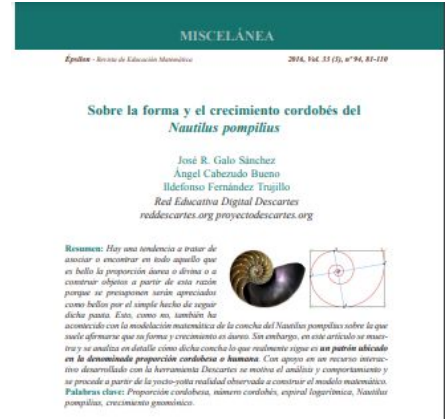 MISCELÁNEA
Épsilon - Revista de Educación Matemática 2016, Vol. 33 (3), nº 94, 81-110
Sobre la forma y el crecimiento cordobés del
Nautilus pompilius
José R. Galo Sánchez
Ángel Cabezudo Bueno
Ildefonso Fernández Trujillo
Red Educativa Digital Descartes
reddescartes.org proyectodescartes.org
Resumen: Hay una tendencia a tratar de
asociar o encontrar en todo aquello que
es bello la proporción áurea o divina o a
construir objetos a partir de esta razón
porque se presuponen serán apreciados
como bellos por el simple hecho de seguir
dicha pauta. Esto, como no, también ha
acontecido con la modelación matemática de la concha del Nautilus pompilius sobre la que
suele afirmarse que su forma y crecimiento es áureo. Sin embargo, en este artículo se mues-
tra y se analiza en detalle cómo dicha concha lo que realmente sigue es un patrón ubicado
en la denominada proporción cordobesa o humana. Con apoyo en un recurso interac-
tivo desarrollado con la herramienta Descartes se motiva el análisis y comportamiento y
se procede a partir de la yocto-yotta realidad observada a construir el modelo matemático.
Palabras clave: Proporción cordobesa, número cordobés, espiral logarítmica, Nautilus
pompilius, crecimiento gnomónico.